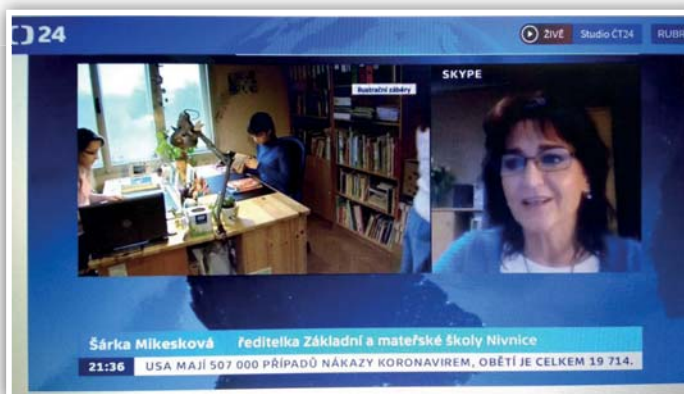 24
ŽIVĚ Studio ČT24 RUBR
Ilustrační záběry
SKYPE
Šárka Mikesková ředitelka Základní a mateřské školy Nivnice
21:36 USA MAJÍ 507 000 PŘÍPADŮ NÁKAZY KORONAVIREM, OBĚTÍ JE CELKEM 19 714.